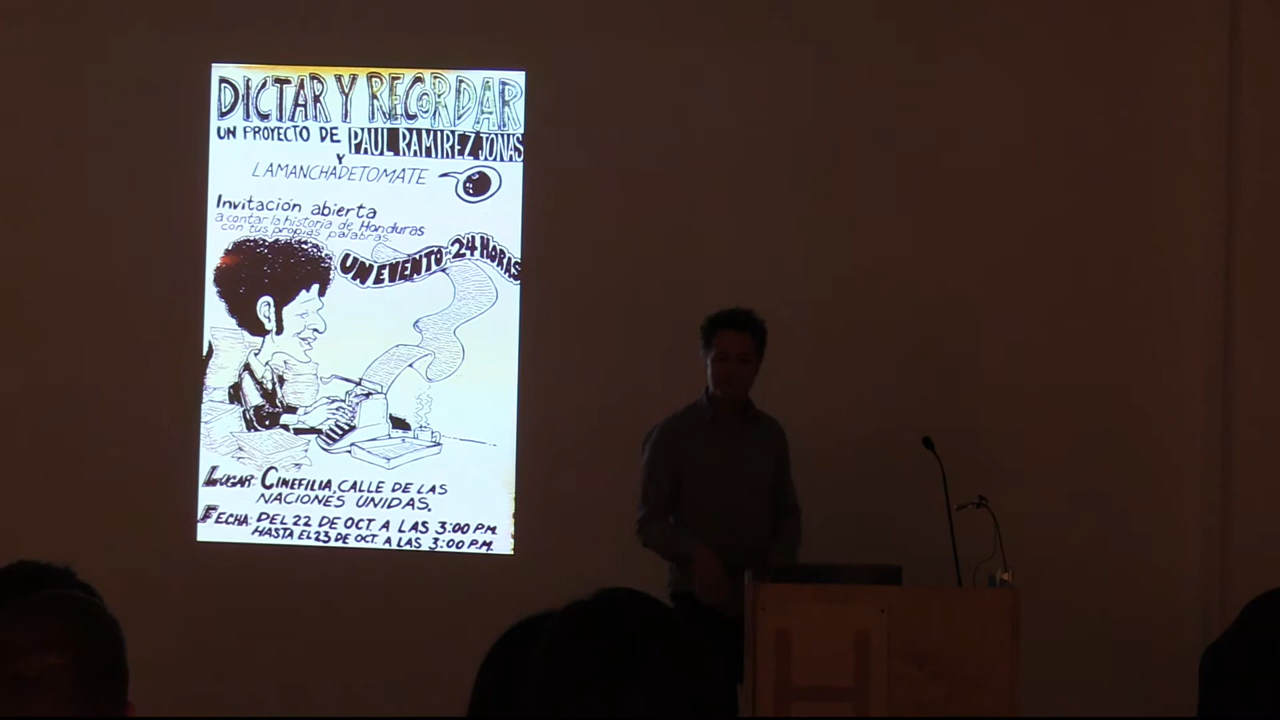 DICTAR Y RECORDAR
UN PROYECTO DE PAUL RAMIREZ JONAS
Y
LAMANCHADETOMATE
Invitación abierta
a contar la historia de Honduras
con tus propias palabras.
UN EVENTO 24 HORAS
LUGAR: CINEFILIA, CALLE DE LAS
NACIONES UNIDAS.
FECHA: DEL 22 DE OCT. A LAS 3:00 P.M.
HASTA EL 23 DE OCT. A LAS 3:00 P.M.